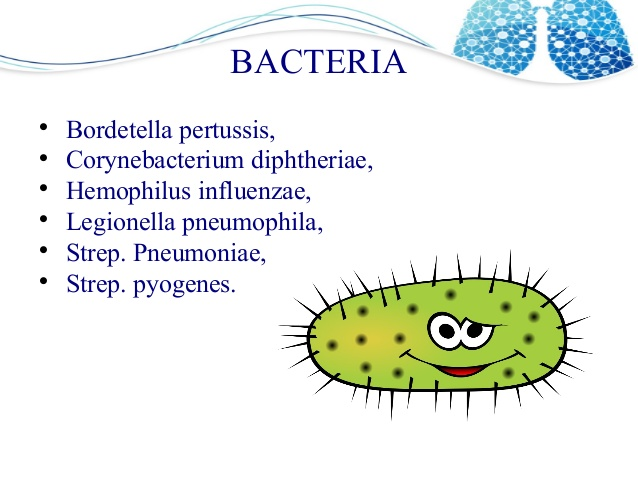 BACTERIA
• Bordetella pertussis,
• Corynebacterium diphtheriae,
• Hemophilus influenzae,
• Legionella pneumophila,
• Strep. Pneumoniae,
• Strep. pyogenes.